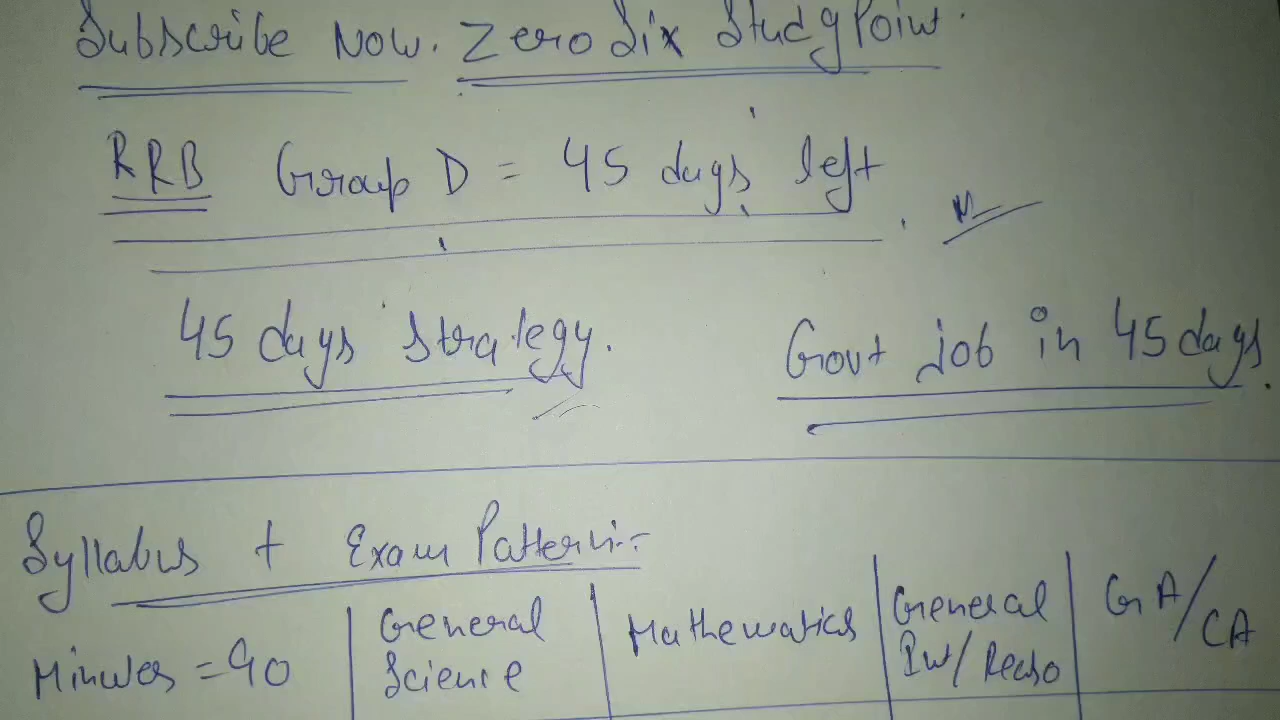 Subscribe Now. Zero Six Study Point.
RRB Group D = 45 days left
45 days strategy. Govt job in 45 days.
Syllabus + Exam Pattern:-
Minutes = 90 | General Science | Mathematics | General Int/Reaso | GA/CA